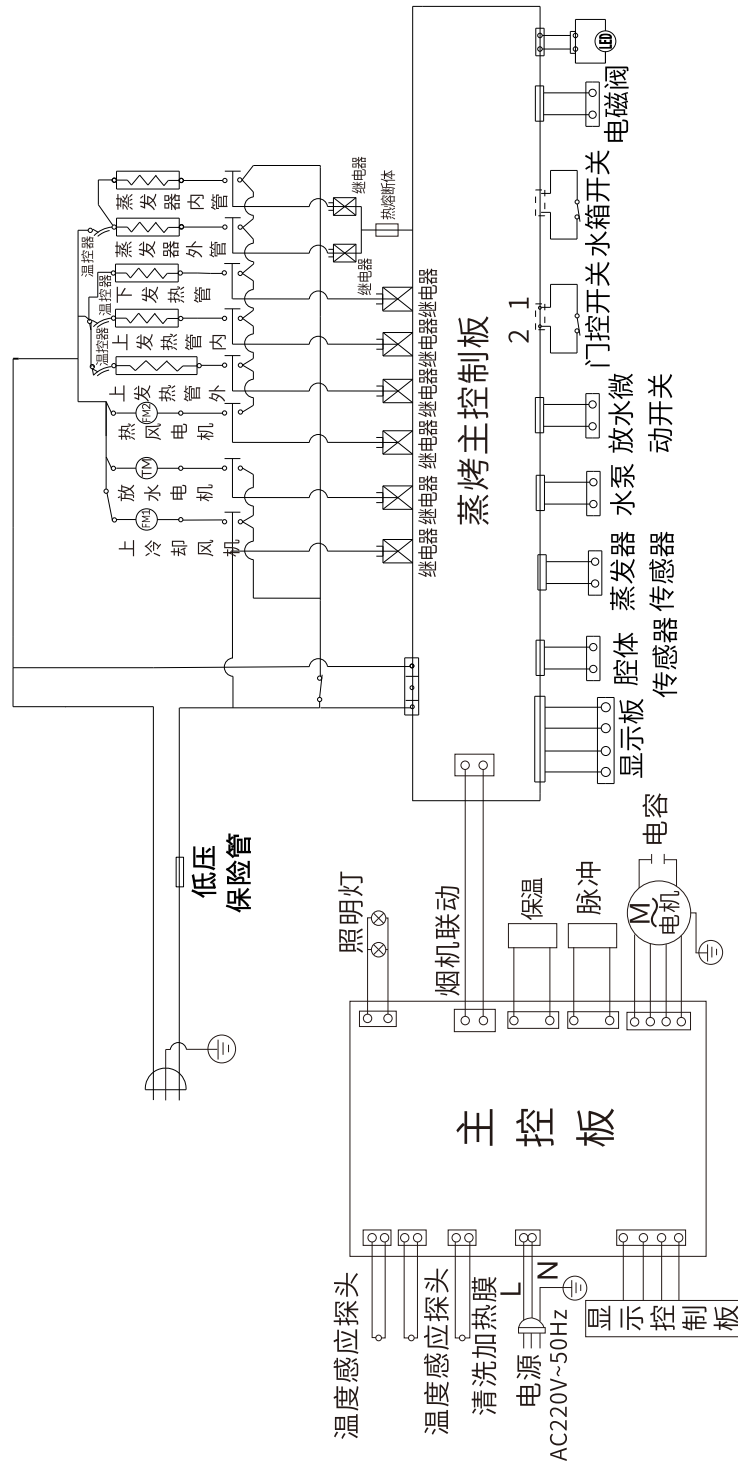 LED
电磁阀
水箱开关
门控开关
1
2
放水微
动开关
水泵
蒸发器
传感器
腔体
传感器
显示板
蒸烤主控制板
继电器
热熔断体
继电器
继电器
继电器
继电器
继电器
继电器
继电器
蒸发器内管
温控器
蒸发器外管
温控器
下发热管
温控器
上发热管内
上发热管外
FM2
热风电机
TM
放水电机
FM1
上冷却风机
低压
保险管
照明灯
烟机联动
保温
脉冲
电容
M
电机
主控板
温度感应探头
温度感应探头
清洗加热膜
L
N
电源
AC220V~50Hz
显示控制板